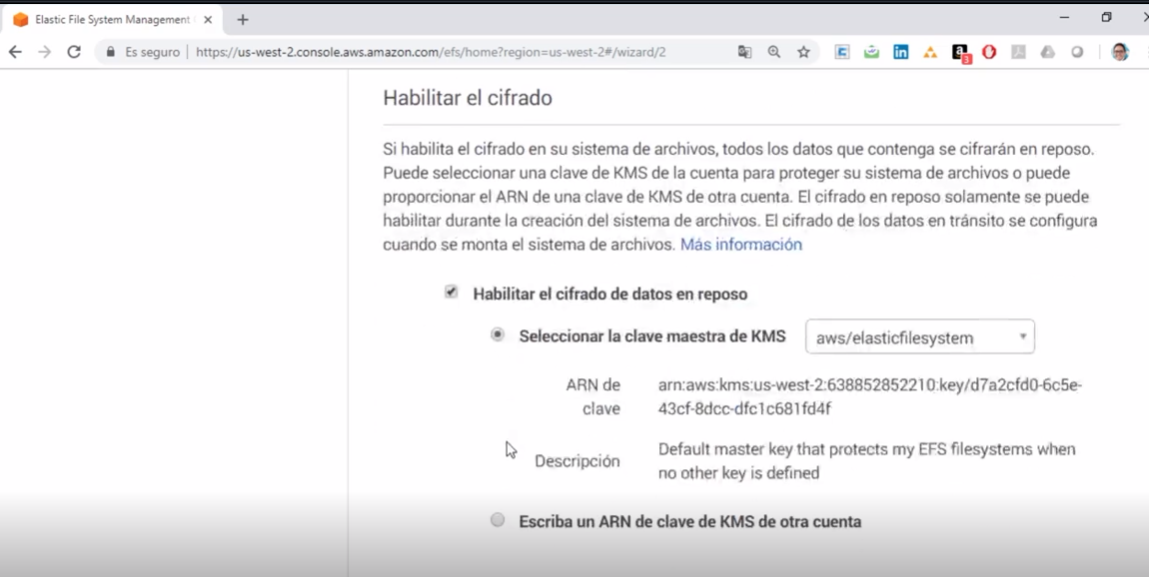 Elastic File System Management
Es seguro | https://us-west-2.console.aws.amazon.com/efs/home?region=us-west-2#/wizard/2
3
Habilitar el cifrado
Si habilita el cifrado en su sistema de archivos, todos los datos que contenga se cifrarán en reposo.
Puede seleccionar una clave de KMS de la cuenta para proteger su sistema de archivos o puede
proporcionar el ARN de una clave de KMS de otra cuenta. El cifrado en reposo solamente se puede
habilitar durante la creación del sistema de archivos. El cifrado de los datos en tránsito se configura
cuando se monta el sistema de archivos. Más información
Habilitar el cifrado de datos en reposo
Seleccionar la clave maestra de KMS aws/elasticfilesystem
ARN de arn:aws:kms:us-west-2:638852852210:key/d7a2cfd0-6c5e-
clave 43cf-8dcc-dfc1c681fd4f
Default master key that protects my EFS filesystems when
Descripción
no other key is defined
Escriba un ARN de clave de KMS de otra cuenta